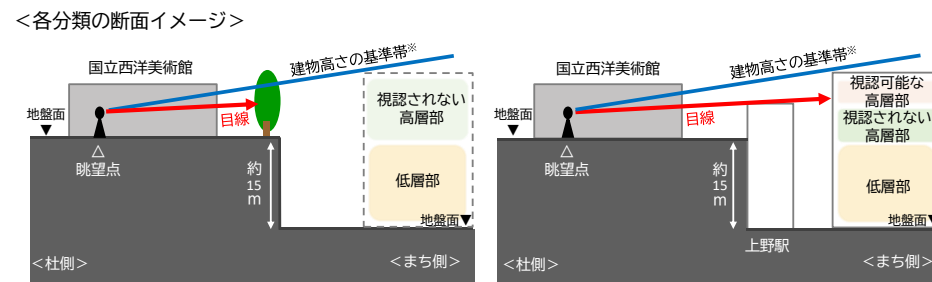 ＜各分類の断面イメージ＞
国立西洋美術館
建物高さの基準帯※
地盤面
▼
目線
視認されない
高層部
△
眺望点
約
15
m
低層部
地盤面▼
＜杜側＞
＜まち側＞
国立西洋美術館
建物高さの基準帯※
地盤面
▼
目線
視認可能な
高層部
視認されない
高層部
△
眺望点
約
15
m
低層部
地盤面▼
上野駅
＜杜側＞
＜まち側＞